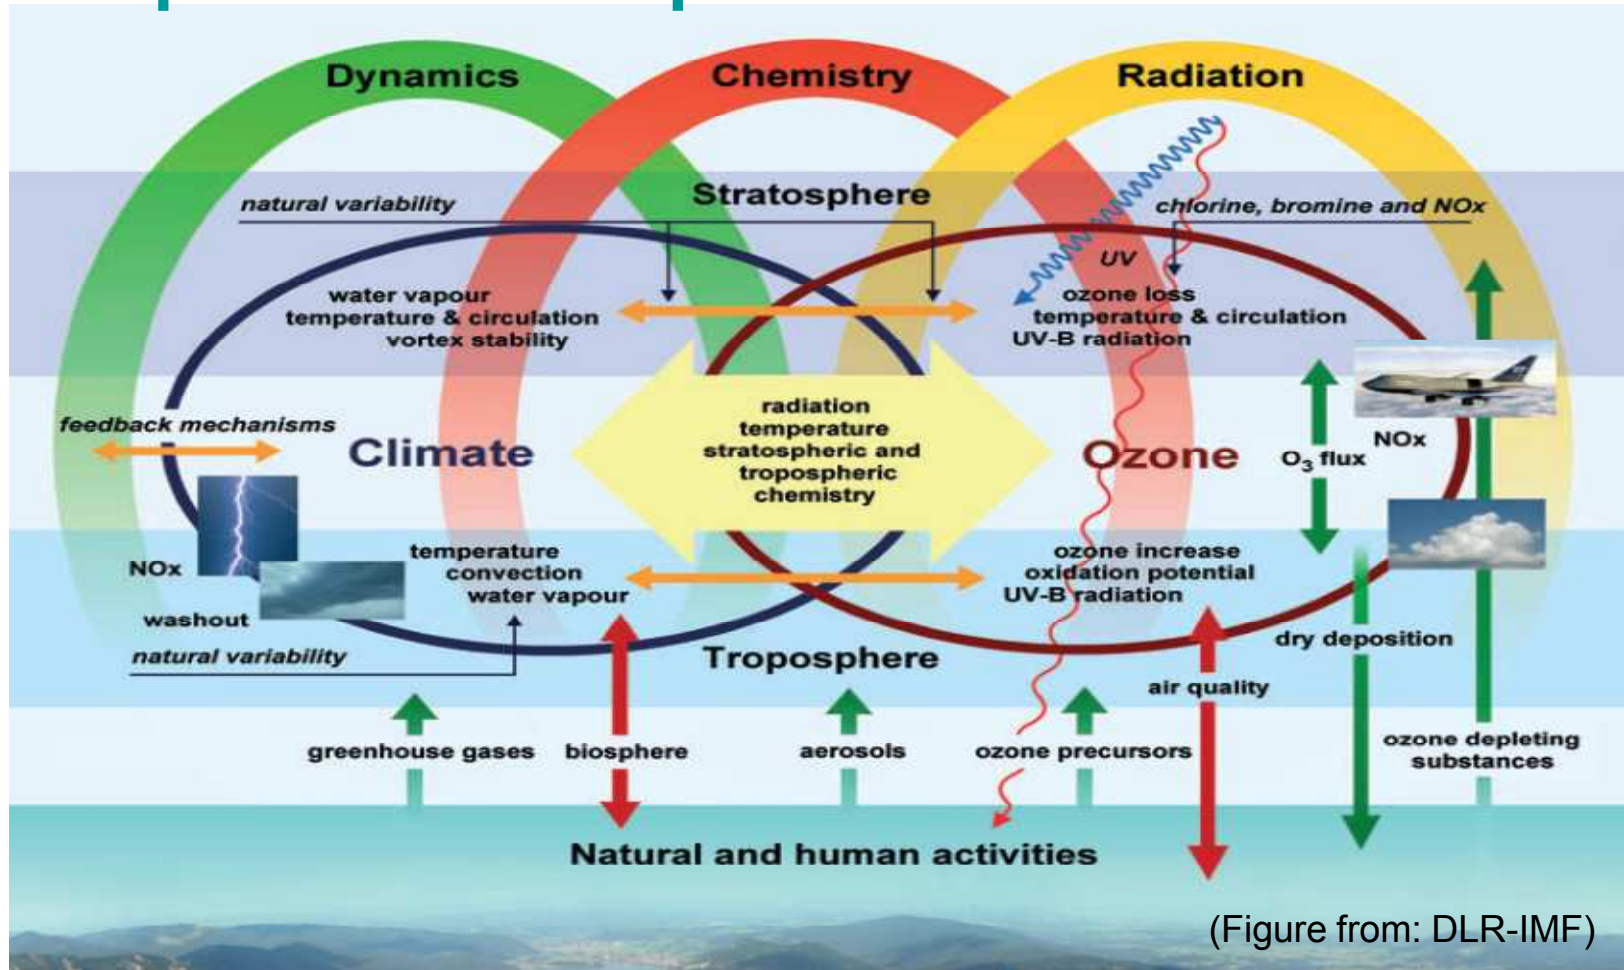 Dynamics
Chemistry
Radiation
Stratosphere
natural variability
chlorine, bromine and NOx
UV
water vapour
temperature & circulation
vortex stability
ozone loss
temperature & circulation
UV-B radiation
radiation
temperature
stratospheric and
tropospheric
chemistry
feedback mechanisms
Climate
Ozone
O3 flux
NOx
NOx
washout
natural variability
temperature
convection
water vapour
ozone increase
oxidation potential
UV-B radiation
Troposphere
dry deposition
air quality
greenhouse gases
biosphere
aerosols
ozone precursors
ozone depleting
substances
Natural and human activities
(Figure from: DLR-IMF)